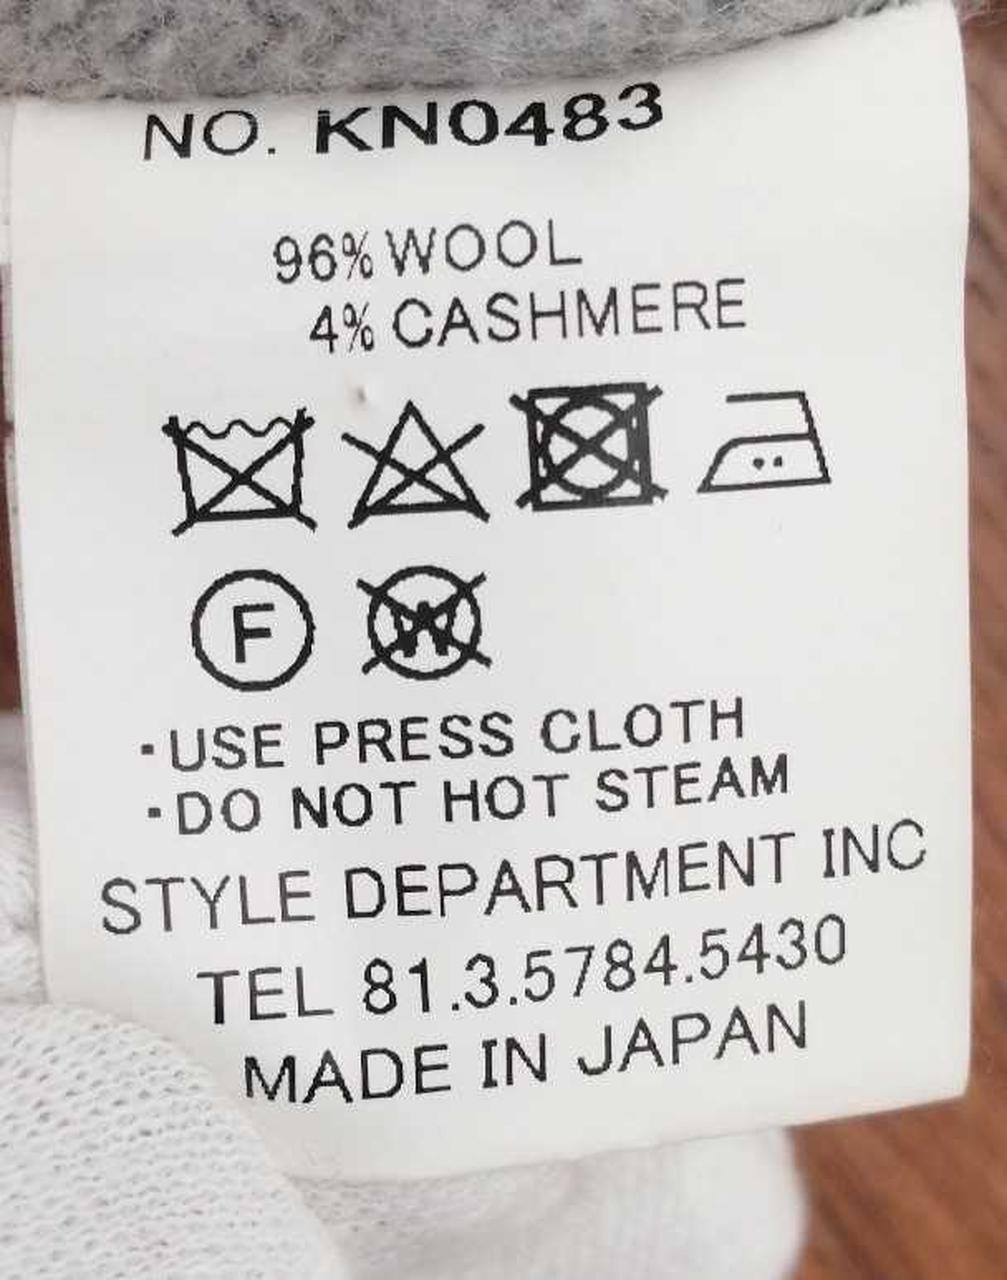 NO. KN0483
96% WOOL
4% CASHMERE
F W
・USE PRESS CLOTH
・DO NOT HOT STEAM
STYLE DEPARTMENT INC
TEL 81.3.5784.5430
MADE IN JAPAN